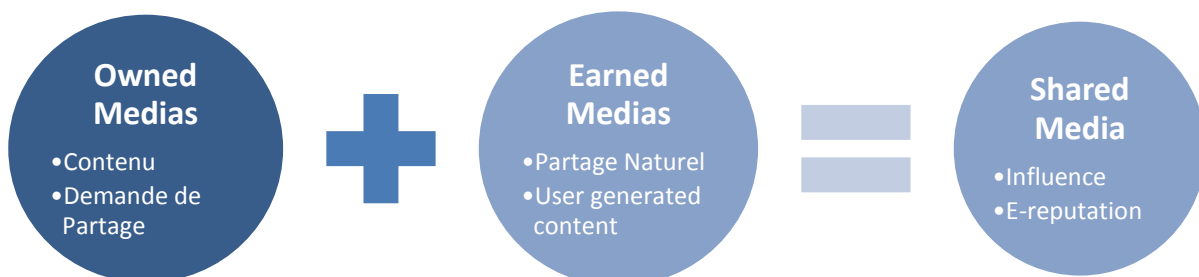 Owned
Medias
•Contenu
•Demande de
Partage
Earned
Medias
•Partage Naturel
•User generated
content
Shared
Media
•Influence
•E-reputation